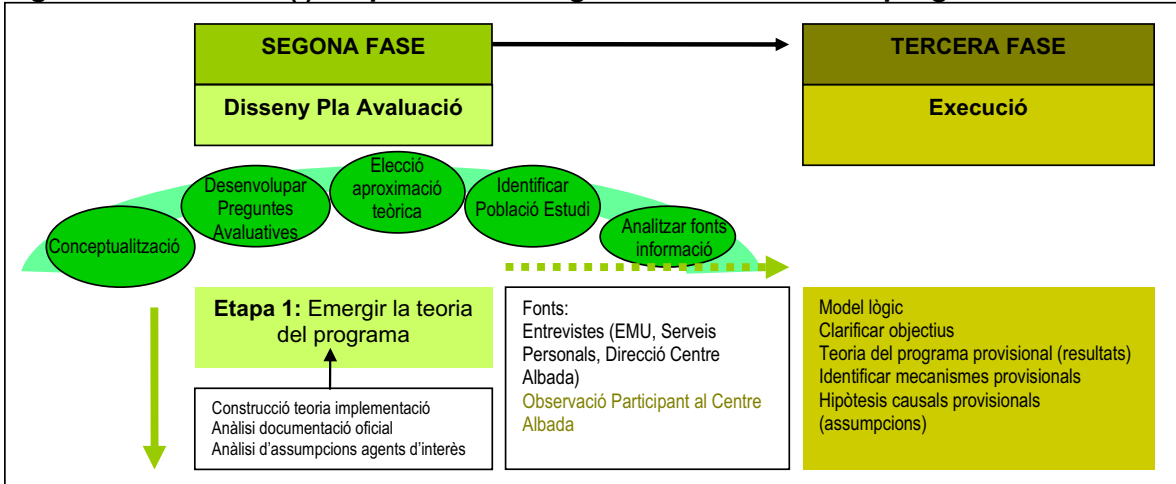 SEGONA FASE
Disseny Pla Avaluació
TERCERA FASE
Execució
Conceptualització
Desenvolupar
Preguntes
Avaluatives
Elecció
aproximació
teòrica
Identificar
Població Estudi
Analitzar fonts
informació
Etapa 1: Emergir la teoria
del programa
Construcció teoria implementació
Anàlisi documentació oficial
Anàlisi d'assumpcions agents d'interès
Fonts:
Entrevistes (EMU, Serveis
Personals, Direcció Centre
Albada)
Observació Participant al Centre
Albada
Model lògic
Clarificar objectius
Teoria del programa provisional (resultats)
Identificar mecanismes provisionals
Hipòtesis causals provisionals
(assumpcions)